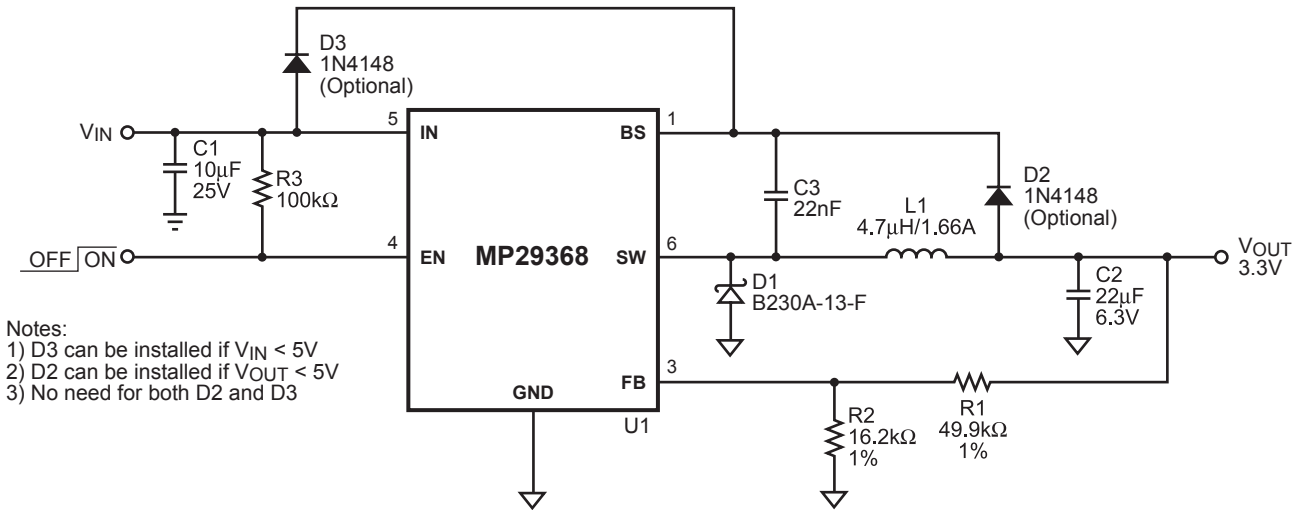 D3
1N4148
(Optional)
VIN
C1
10μF
25V
R3
100kΩ
OFF ON
5
IN
4
EN
MP29368
BS
1
SW
6
FB
3
GND
U1
C3
22nF
D2
1N4148
(Optional)
L1
4.7μH/1.66A
D1
B230A-13-F
C2
22μF
6.3V
VOUT
3.3V
R2
16.2kΩ
1%
R1
49.9kΩ
1%
Notes:
1) D3 can be installed if VIN < 5V
2) D2 can be installed if VOUT < 5V
3) No need for both D2 and D3